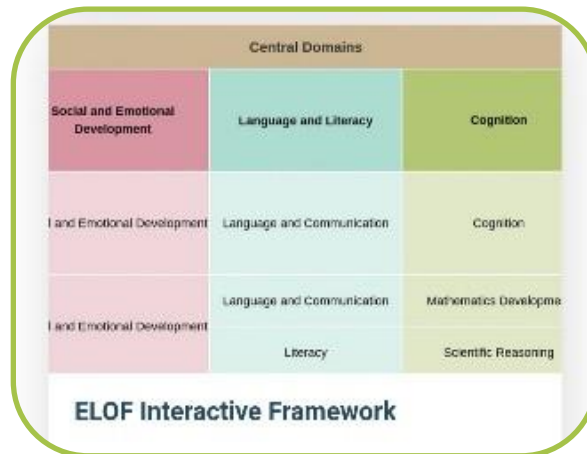 Central Domains
Social and Emotional
Development
Language and Literacy
Cognition
l and Emotional Development
Language and Communication
Cognition
l and Emotional Development
Language and Communication
Mathematics Developme
Literacy
Scientific Reasoning
ELOF Interactive Framework